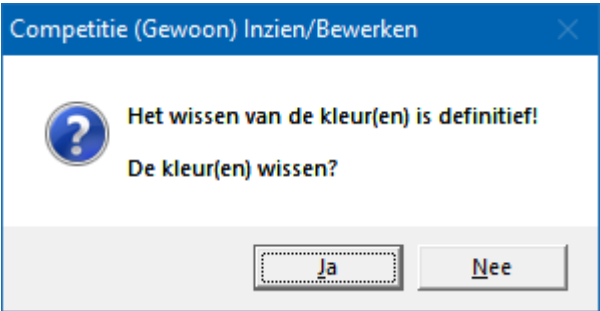 Competitie (Gewoon) Inzien/Bewerken
Het wissen van de kleur(en) is definitief!
De kleur(en) wissen?
Ja
Nee